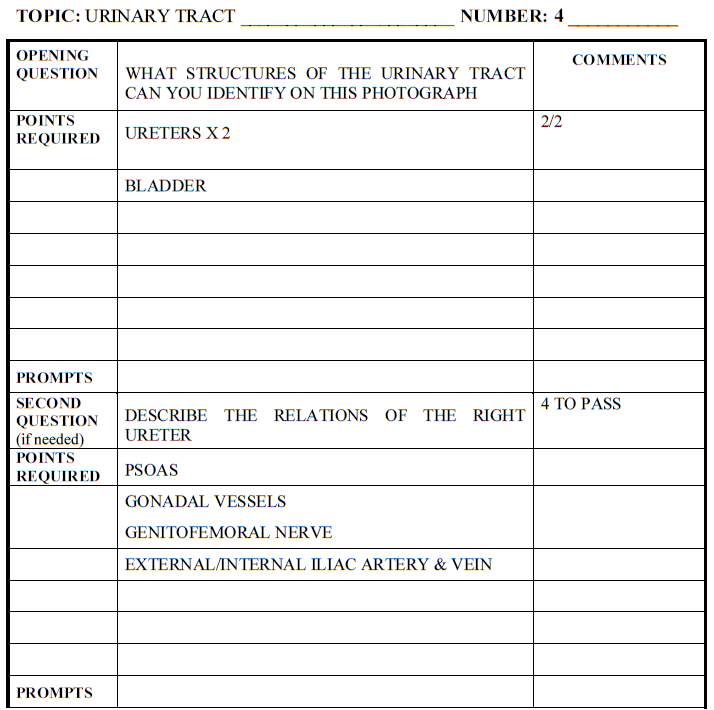 TOPIC: URINARY TRACT ______________________ NUMBER: 4 ___________
OPENING QUESTION
WHAT STRUCTURES OF THE URINARY TRACT
CAN YOU IDENTIFY ON THIS PHOTOGRAPH
COMMENTS
POINTS
REQUIRED
URETERS X 2
2/2
BLADDER
PROMPTS
SECOND
QUESTION
(if needed)
DESCRIBE THE RELATIONS OF THE RIGHT
URETER
4 TO PASS
POINTS
REQUIRED
PSOAS
GONADAL VESSELS
GENITOFEMORAL NERVE
EXTERNAL/INTERNAL ILIAC ARTERY & VEIN
PROMPTS